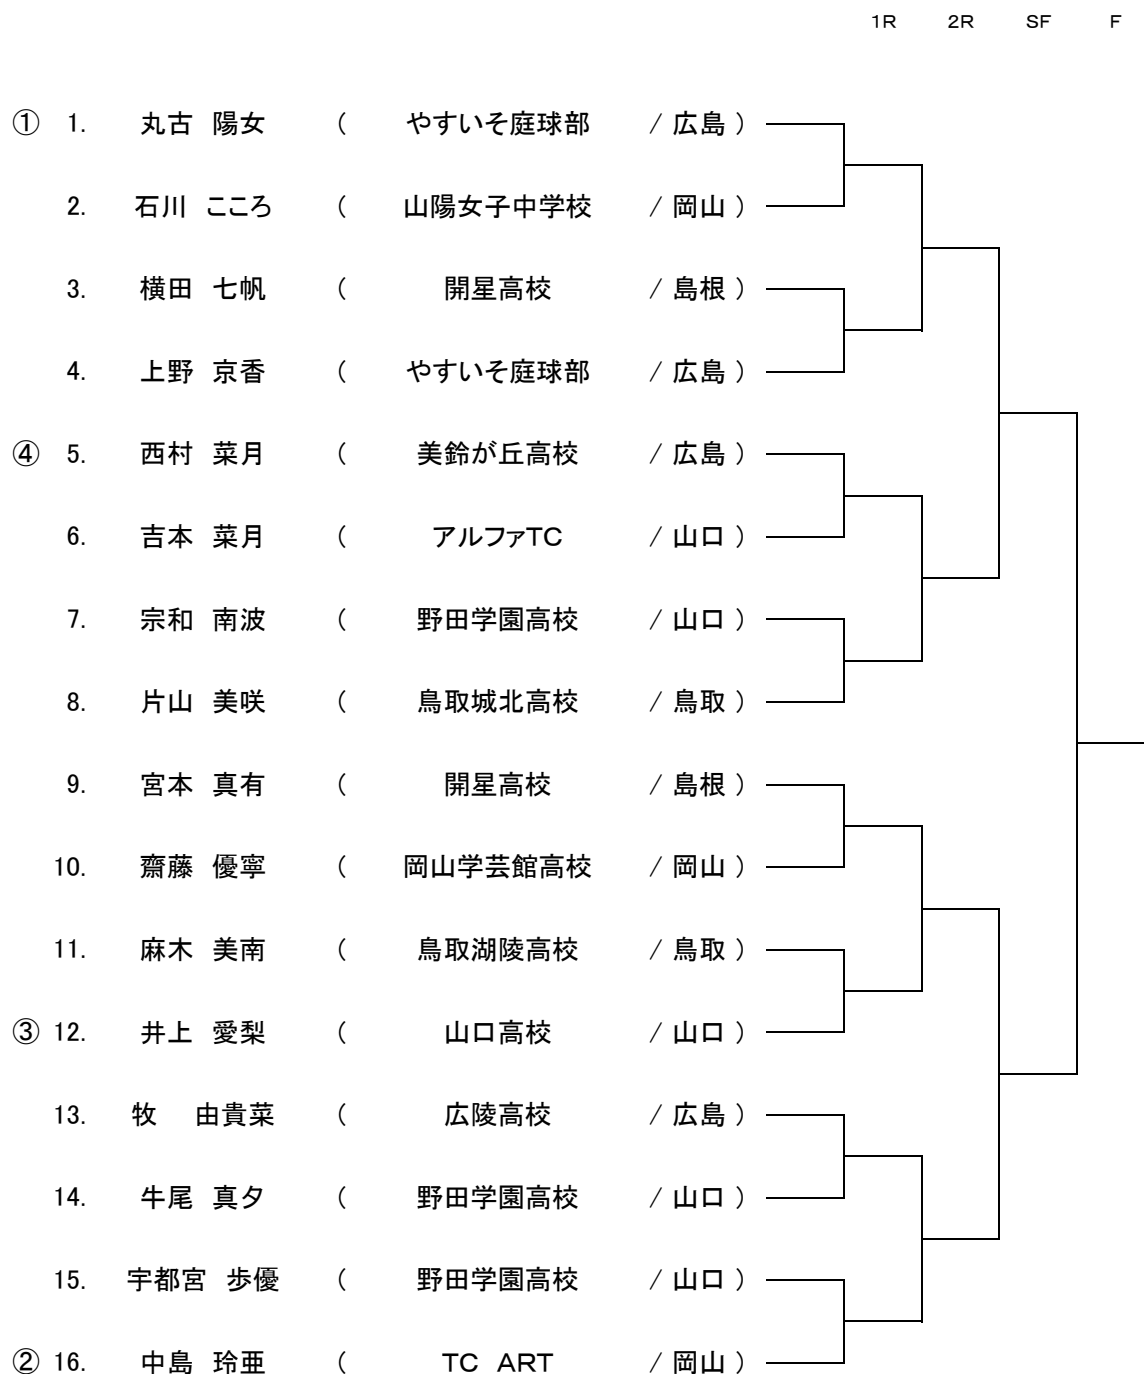 1R 2R SF F
① 1. 丸古 陽女 ( やすいそ庭球部 / 広島 )
2. 石川 こころ ( 山陽女子中学校 / 岡山 )
3. 横田 七帆 ( 開星高校 / 島根 )
4. 上野 京香 ( やすいそ庭球部 / 広島 )
④ 5. 西村 菜月 ( 美鈴が丘高校 / 広島 )
6. 吉本 菜月 ( アルファTC / 山口 )
7. 宗和 南波 ( 野田学園高校 / 山口 )
8. 片山 美咲 ( 鳥取城北高校 / 鳥取 )
9. 宮本 真有 ( 開星高校 / 島根 )
10. 齋藤 優寧 ( 岡山学芸館高校 / 岡山 )
11. 麻木 美南 ( 鳥取湖陵高校 / 鳥取 )
③ 12. 井上 愛梨 ( 山口高校 / 山口 )
13. 牧 由貴菜 ( 広陵高校 / 広島 )
14. 牛尾 真夕 ( 野田学園高校 / 山口 )
15. 宇都宮 歩優 ( 野田学園高校 / 山口 )
② 16. 中島 玲亜 ( TC ART / 岡山 )